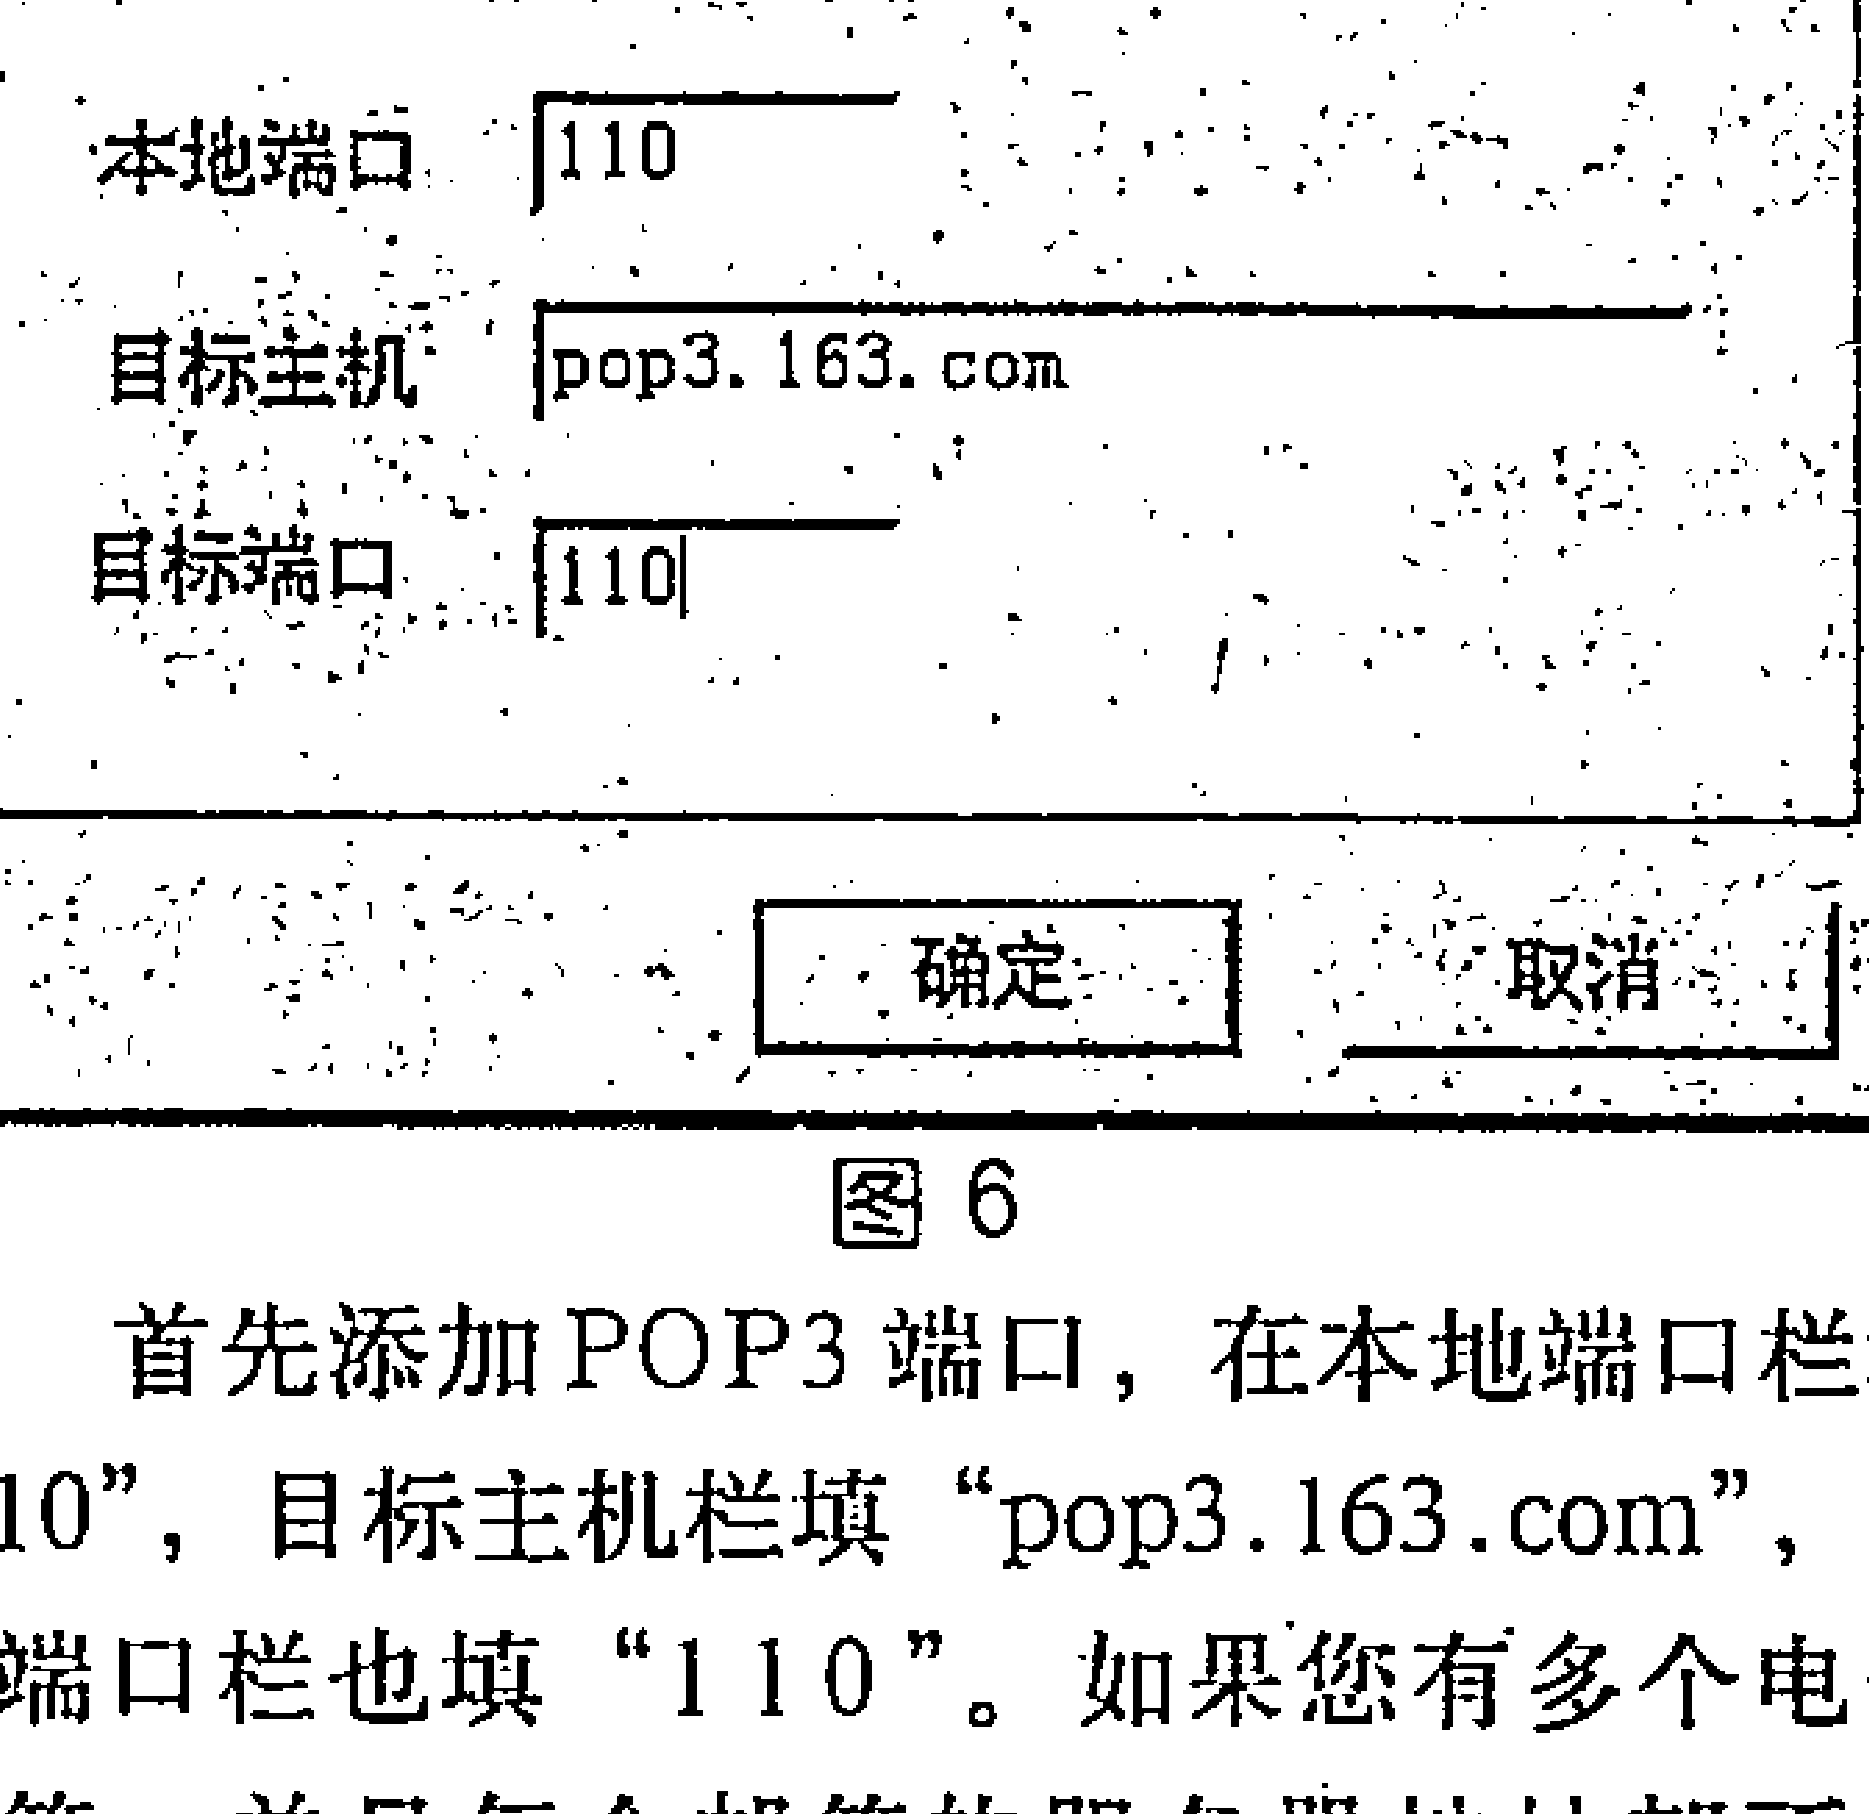 本地端口 110
目标主机 pop3.163.com
目标端口 110
确定 取消
图 6
首先添加POP3端口，在本地端口栏
10”，目标主机栏填“pop3.163.com”，
端口栏也填“110”。如果您有多个电